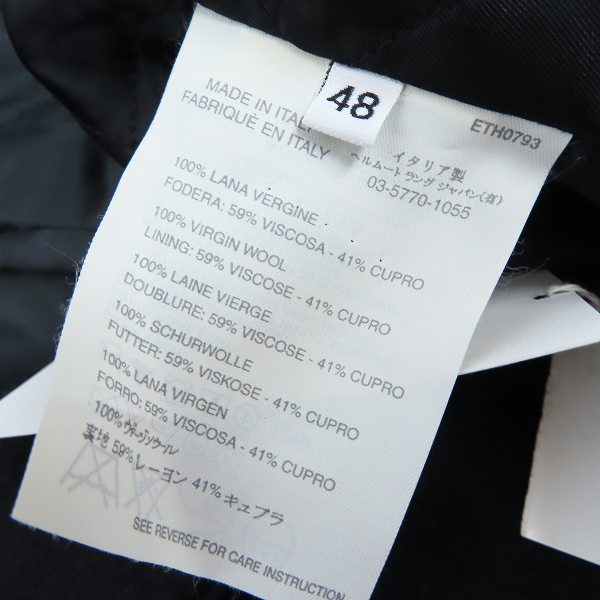 48
ETH0793
MADE IN ITALY
FABRIQUÈ EN ITALY
イタリア製
ヘルムート ラング ジャパン(有)
03-5770-1055
100% LANA VERGINE
FODERA: 59% VISCOSA - 41% CUPRO
100% VIRGIN WOOL
LINING: 59% VISCOSE - 41% CUPRO
100% LAINE VIERGE
DOUBLURE: 59% VISCOSE - 41% CUPRO
100% SCHURWOLLE
FUTTER: 59% VISKOSE - 41% CUPRO
100% LANA VIRGEN
FORRO: 59% VISCOSA - 41% CUPRO
100%ヴァージンウール
裏地 59%レーヨン 41%キュプラ
SEE REVERSE FOR CARE INSTRUCTION